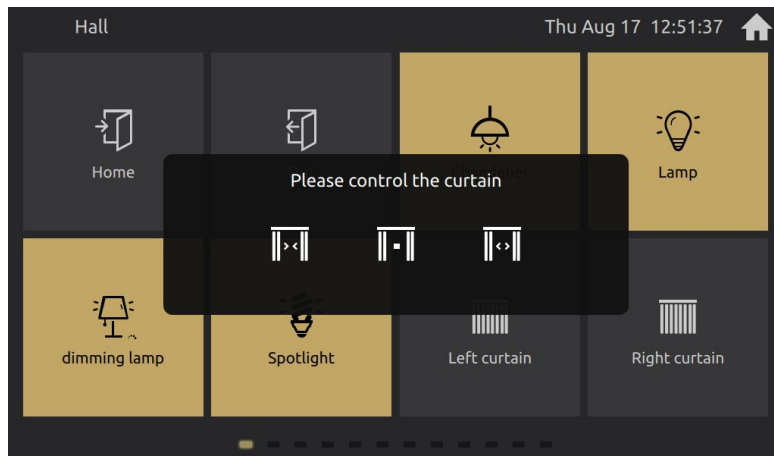 Hall
Thu Aug 17 12:51:37
Home
Lamp
Please control the curtain
dimming lamp
Spotlight
Left curtain
Right curtain